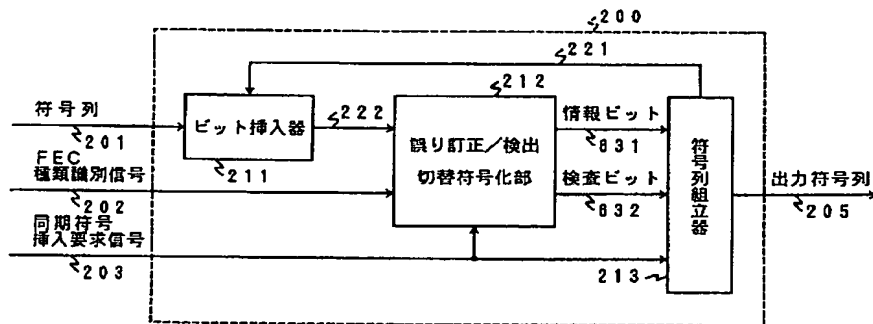 200
221
212
符号列
201
ビット挿入器
211
222
誤り訂正/検出
切替符号化部
情報ビット
631
検査ビット
632
符号列組立器
213
出力符号列
205
FEC
種類識別信号
202
同期符号
挿入要求信号
203